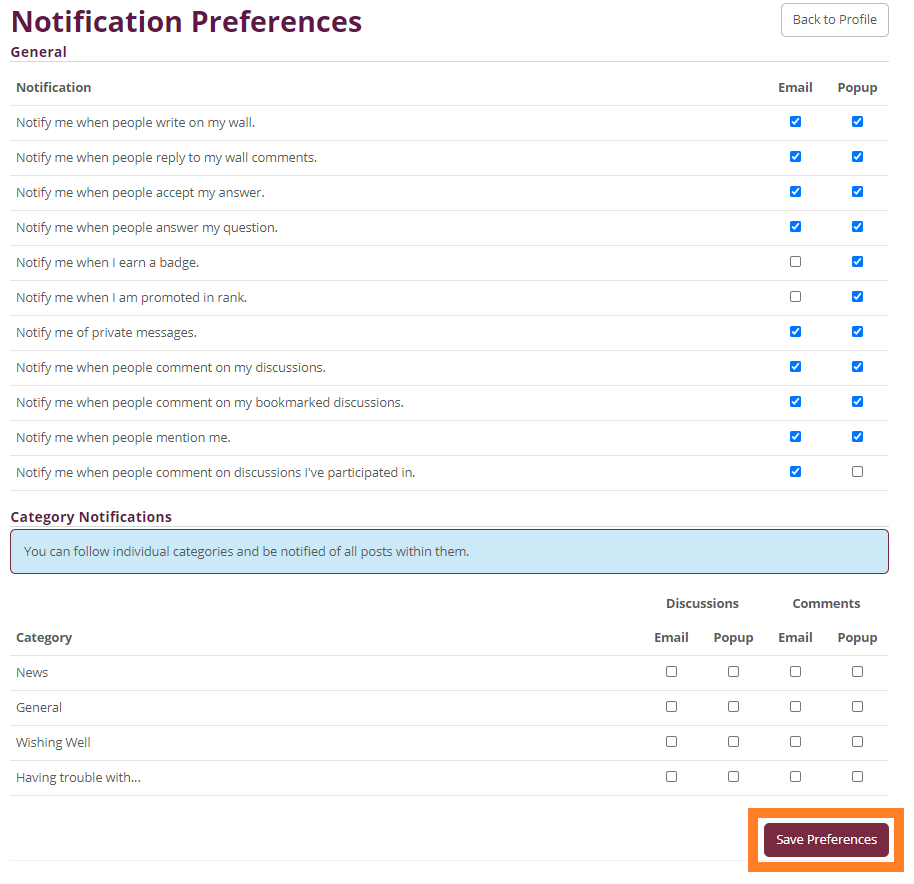 Notification Preferences
Back to Profile
General
Notification Email Popup
Notify me when people write on my wall.
Notify me when people reply to my wall comments.
Notify me when people accept my answer.
Notify me when people answer my question.
Notify me when I earn a badge.
Notify me when I am promoted in rank.
Notify me of private messages.
Notify me when people comment on my discussions.
Notify me when people comment on my bookmarked discussions.
Notify me when people mention me.
Notify me when people comment on discussions I've participated in.
Category Notifications
You can follow individual categories and be notified of all posts within them.
Discussions Comments
Category Email Popup Email Popup
News
General
Wishing Well
Having trouble with...
Save Preferences